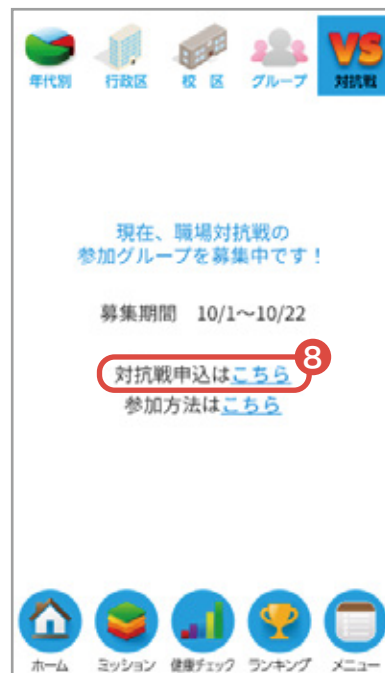 VS
年代別 行政区 校 区 グループ 対抗戦
現在、職場対抗戦の
参加グループを募集中です!
募集期間 10/1〜10/22
8
対抗戦申込はこちら
参加方法はこちら
ホーム ミッション 健康チェック ランキング メニュー